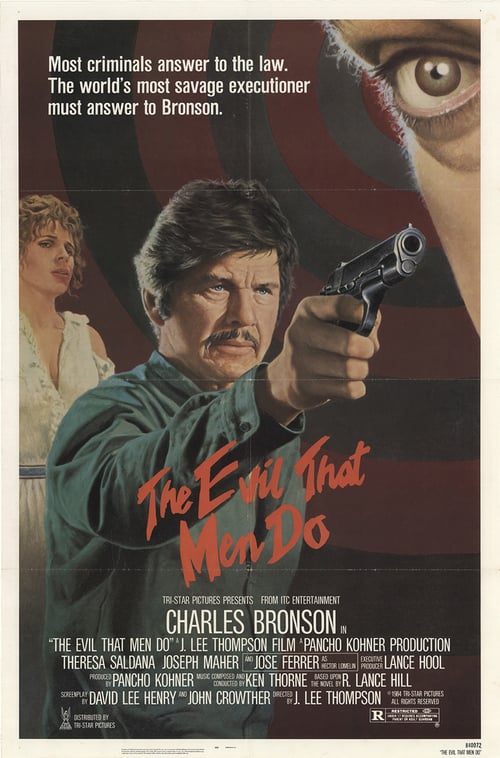 Most criminals answer to the law.
The world's most savage executioner
must answer to Bronson.
The Evil That
Men Do
TRI-STAR PICTURES PRESENTS FROM ITC ENTERTAINMENT
CHARLES BRONSON IN
"THE EVIL THAT MEN DO" A J. LEE THOMPSON FILM A PANCHO KOHNER PRODUCTION
THERESA SALDANA JOSEPH MAHER AND JOSE FERRER AS HECTOR LOMELIN EXECUTIVE PRODUCER LANCE HOOL
PRODUCED BY PANCHO KOHNER MUSIC COMPOSED AND CONDUCTED BY KEN THORNE BASED UPON THE NOVEL BY R. LANCE HILL
SCREENPLAY BY DAVID LEE HENRY AND JOHN CROWTHER DIRECTED BY J. LEE THOMPSON © 1984 TRI-STAR PICTURES ALL RIGHTS RESERVED
DISTRIBUTED BY
TRI-STAR PICTURES
R RESTRICTED
840072
"THE EVIL THAT MEN DO"